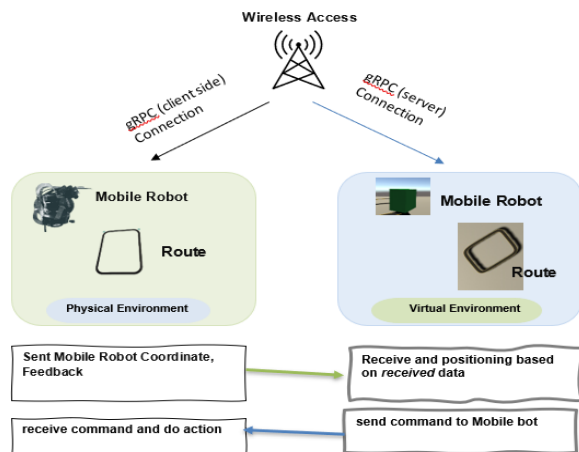 Wireless Access
gRPC (client side)
Connection
gRPC (server)
Connection
Mobile Robot
Route
Physical Environment
Mobile Robot
Route
Virtual Environment
Sent Mobile Robot Coordinate,
Feedback
Receive and positioning based
on received data
receive command and do action
send command to Mobile bot